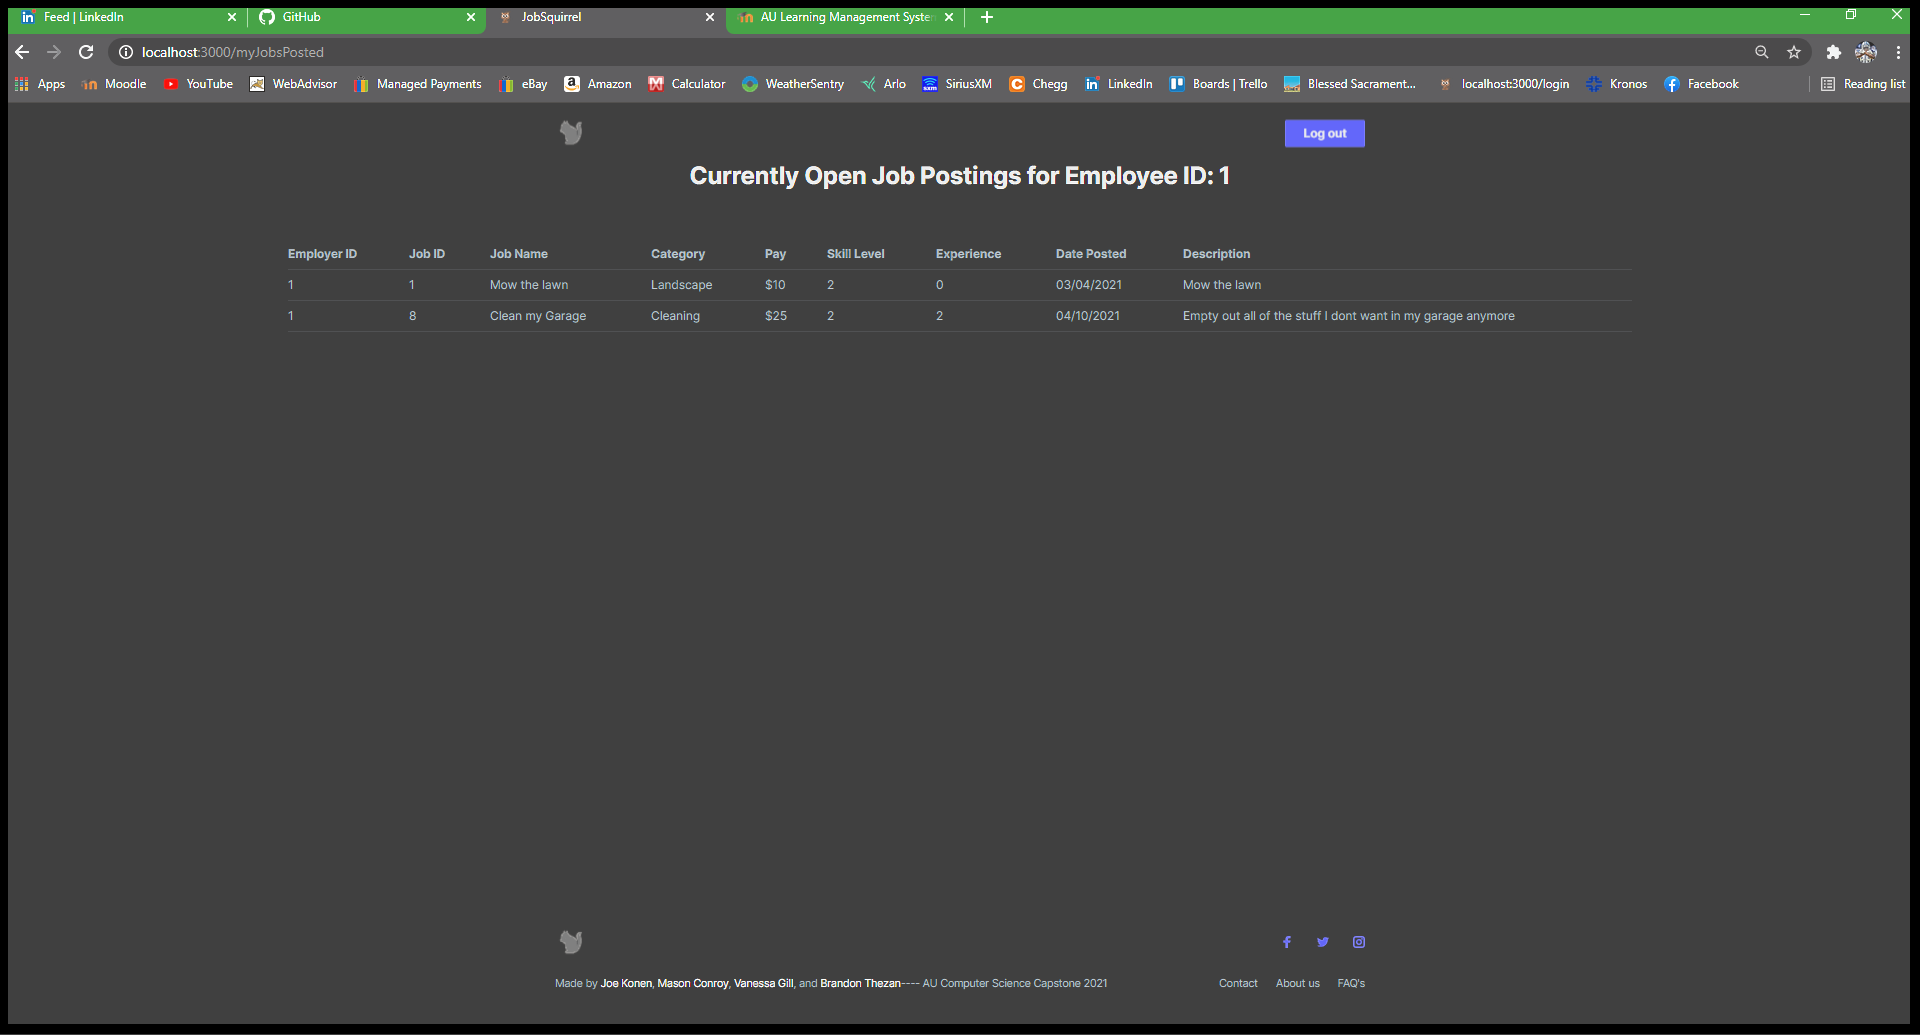 Feed | LinkedIn GitHub JobSquirrel AU Learning Management Syste
localhost:3000/myJobsPosted
Apps Moodle YouTube WebAdvisor Managed Payments eBay Amazon Calculator WeatherSentry Arlo SiriusXM Chegg LinkedIn Boards | Trello Blessed Sacrament... localhost:3000/login Kronos Facebook Reading list
Log out
Currently Open Job Postings for Employee ID: 1
Employer ID Job ID Job Name Category Pay Skill Level Experience Date Posted Description
1 1 Mow the lawn Landscape $10 2 0 03/04/2021 Mow the lawn
1 8 Clean my Garage Cleaning $25 2 2 04/10/2021 Empty out all of the stuff I dont want in my garage anymore
Made by Joe Konen, Mason Conroy, Vanessa Gill, and Brandon Thezan---- AU Computer Science Capstone 2021 Contact About us FAQ's